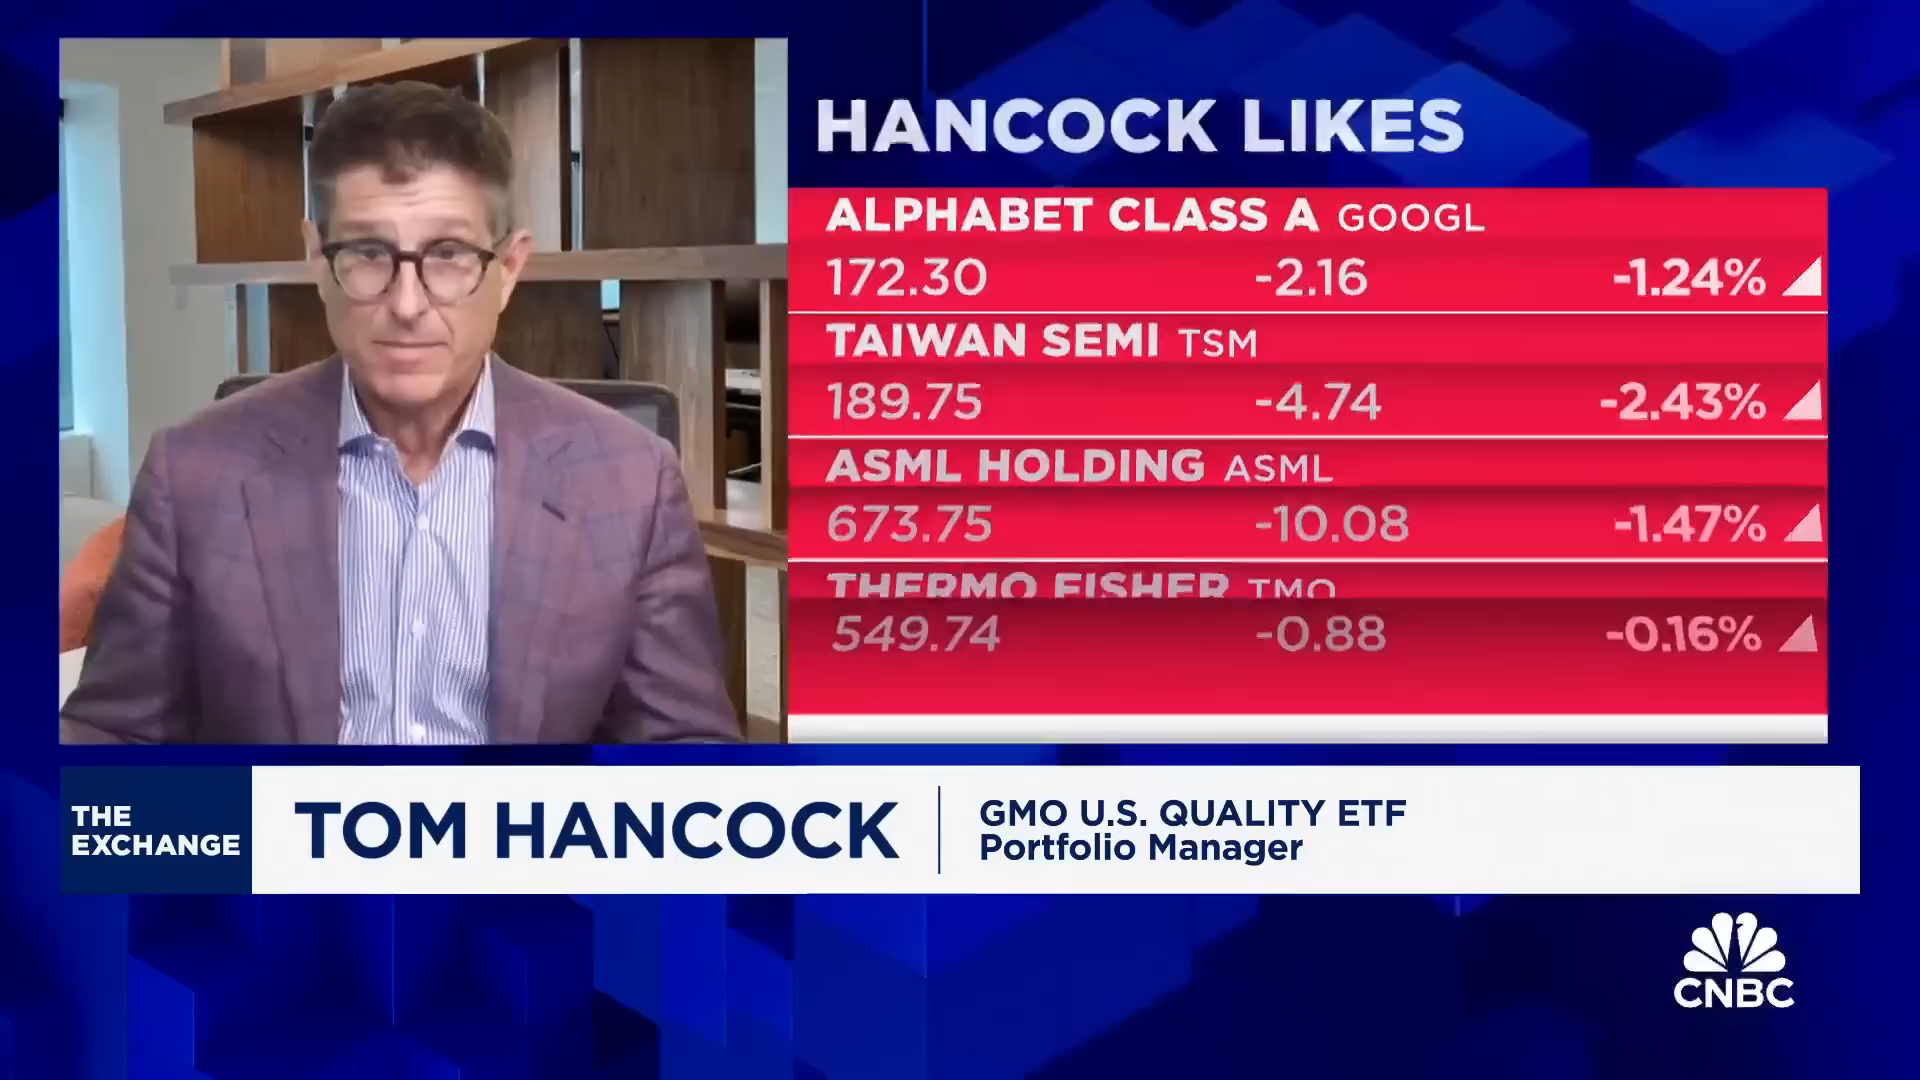 HANCOCK LIKES
ALPHABET CLASS A GOOGL
172.30 -2.16 -1.24%
TAIWAN SEMI TSM
189.75 -4.74 -2.43%
ASML HOLDING ASML
673.75 -10.08 -1.47%
THERMO FISHER TMO
549.74 -0.88 -0.16%
THE
EXCHANGE
TOM HANCOCK
GMO U.S. QUALITY ETF
Portfolio Manager
CNBC